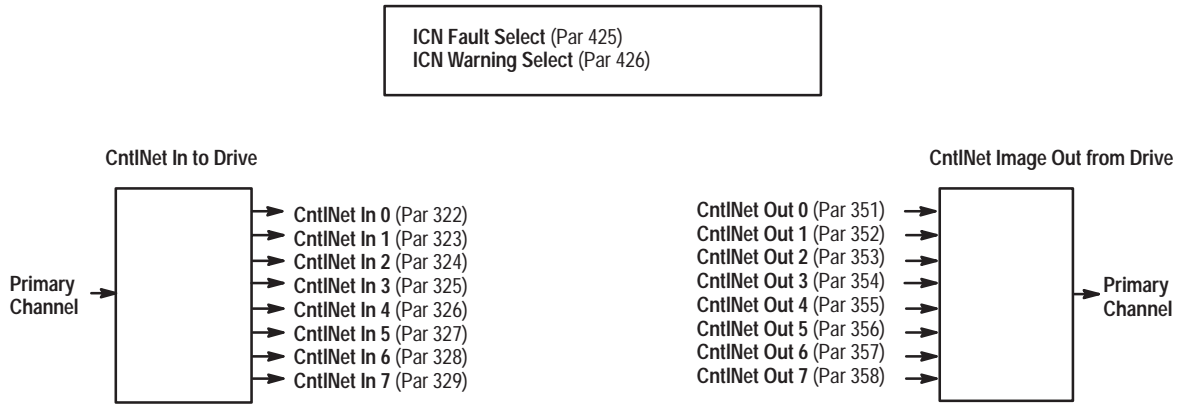 ICN Fault Select (Par 425)
ICN Warning Select (Par 426)
CntlNet In to Drive
CntlNet Image Out from Drive
Primary
Channel
CntlNet In 0 (Par 322)
CntlNet In 1 (Par 323)
CntlNet In 2 (Par 324)
CntlNet In 3 (Par 325)
CntlNet In 4 (Par 326)
CntlNet In 5 (Par 327)
CntlNet In 6 (Par 328)
CntlNet In 7 (Par 329)
CntlNet Out 0 (Par 351)
CntlNet Out 1 (Par 352)
CntlNet Out 2 (Par 353)
CntlNet Out 3 (Par 354)
CntlNet Out 4 (Par 355)
CntlNet Out 5 (Par 356)
CntlNet Out 6 (Par 357)
CntlNet Out 7 (Par 358)
Primary
Channel